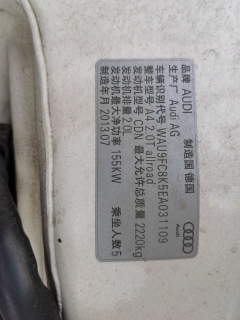 品牌 AUDI 制造国 德国
生产厂 Audi AG
车辆识别代号 WAU9FC8K5EA031109
整车型号 A4 2.0T allroad
发动机型号 CDN 最大允许总质量 2220kg
发动机排量 2.0L
发动机最大净功率 155KW 乘坐人数 5
制造年月 2013.07
Audi